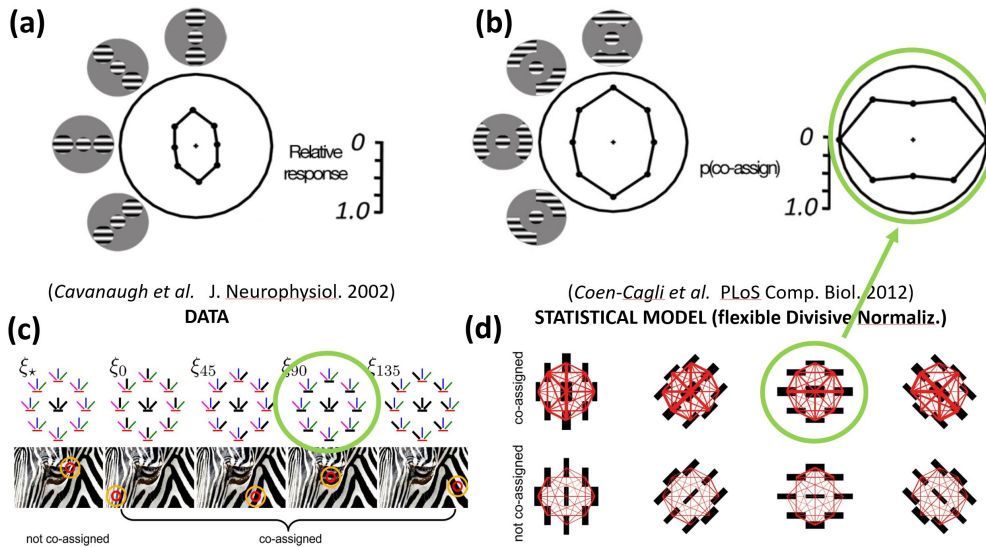 (a)
(b)
Relative response
0
1.0
p(co-assign)
0
1.0
(Cavanaugh et al. J. Neurophysiol. 2002)
DATA
(Coen-Cagli et al. PLoS Comp. Biol. 2012)
STATISTICAL MODEL (flexible Divisive Normaliz.)
(c)
ξ⋆ ξ0 ξ45 ξ90 ξ135
not co-assigned
co-assigned
(d)
co-assigned
not co-assigned